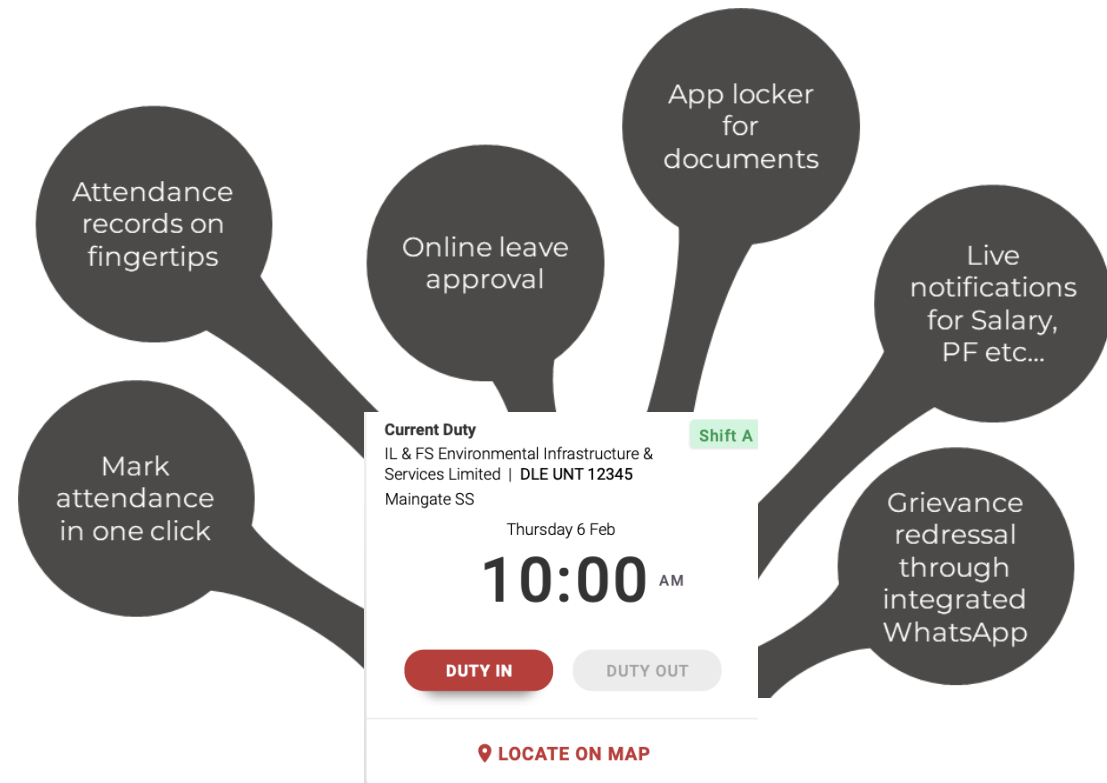 App locker
for
documents
Attendance
records on
fingertips
Online leave
approval
Live
notifications
for Salary,
PF etc...
Mark
attendance
in one click
Current Duty
Shift A
IL & FS Environmental Infrastructure &
Services Limited | DLE UNT 12345
Maingate SS
Thursday 6 Feb
10:00 AM
DUTY IN
DUTY OUT
LOCATE ON MAP
Grievance
redressal
through
integrated
WhatsApp